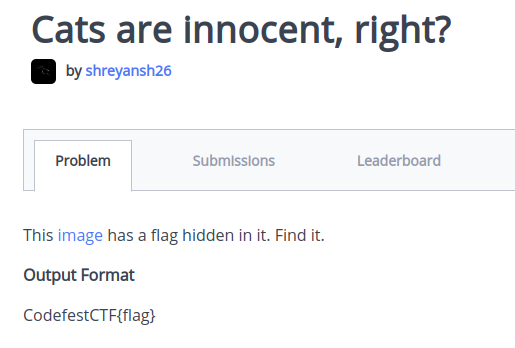 Cats are innocent, right?
by shreyansh26
Problem Submissions Leaderboard
This image has a flag hidden in it. Find it.
Output Format
CodefestCTF{flag}